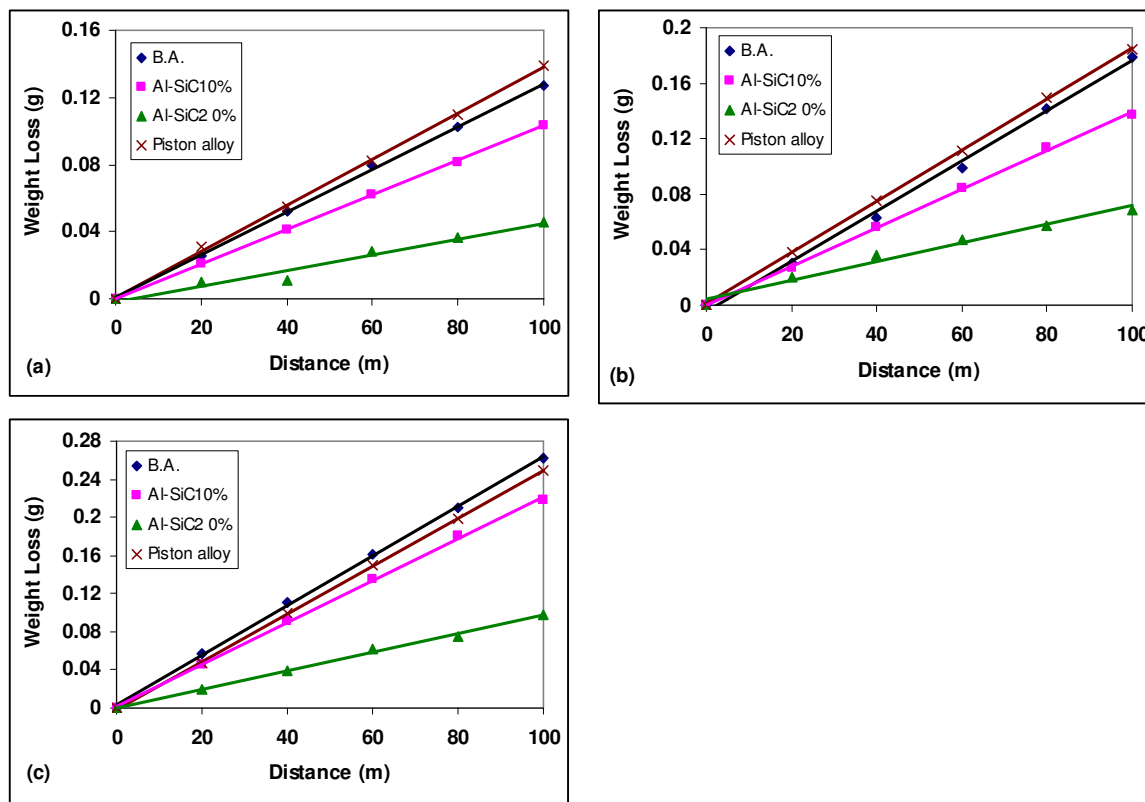 0.16
0.12
0.08
0.04
0
Weight Loss (g)
B.A.
Al-SiC10%
Al-SiC2 0%
Piston alloy
0 20 40 60 80 100
Distance (m)
(a)
0.2
0.16
0.12
0.08
0.04
0
Weight Loss (g)
B.A.
Al-SiC10%
Al-SiC2 0%
Piston alloy
0 20 40 60 80 100
Distance (m)
(b)
0.28
0.24
0.2
0.16
0.12
0.08
0.04
0
Weight Loss (g)
B.A.
Al-SiC10%
Al-SiC2 0%
Piston alloy
0 20 40 60 80 100
Distance (m)
(c)